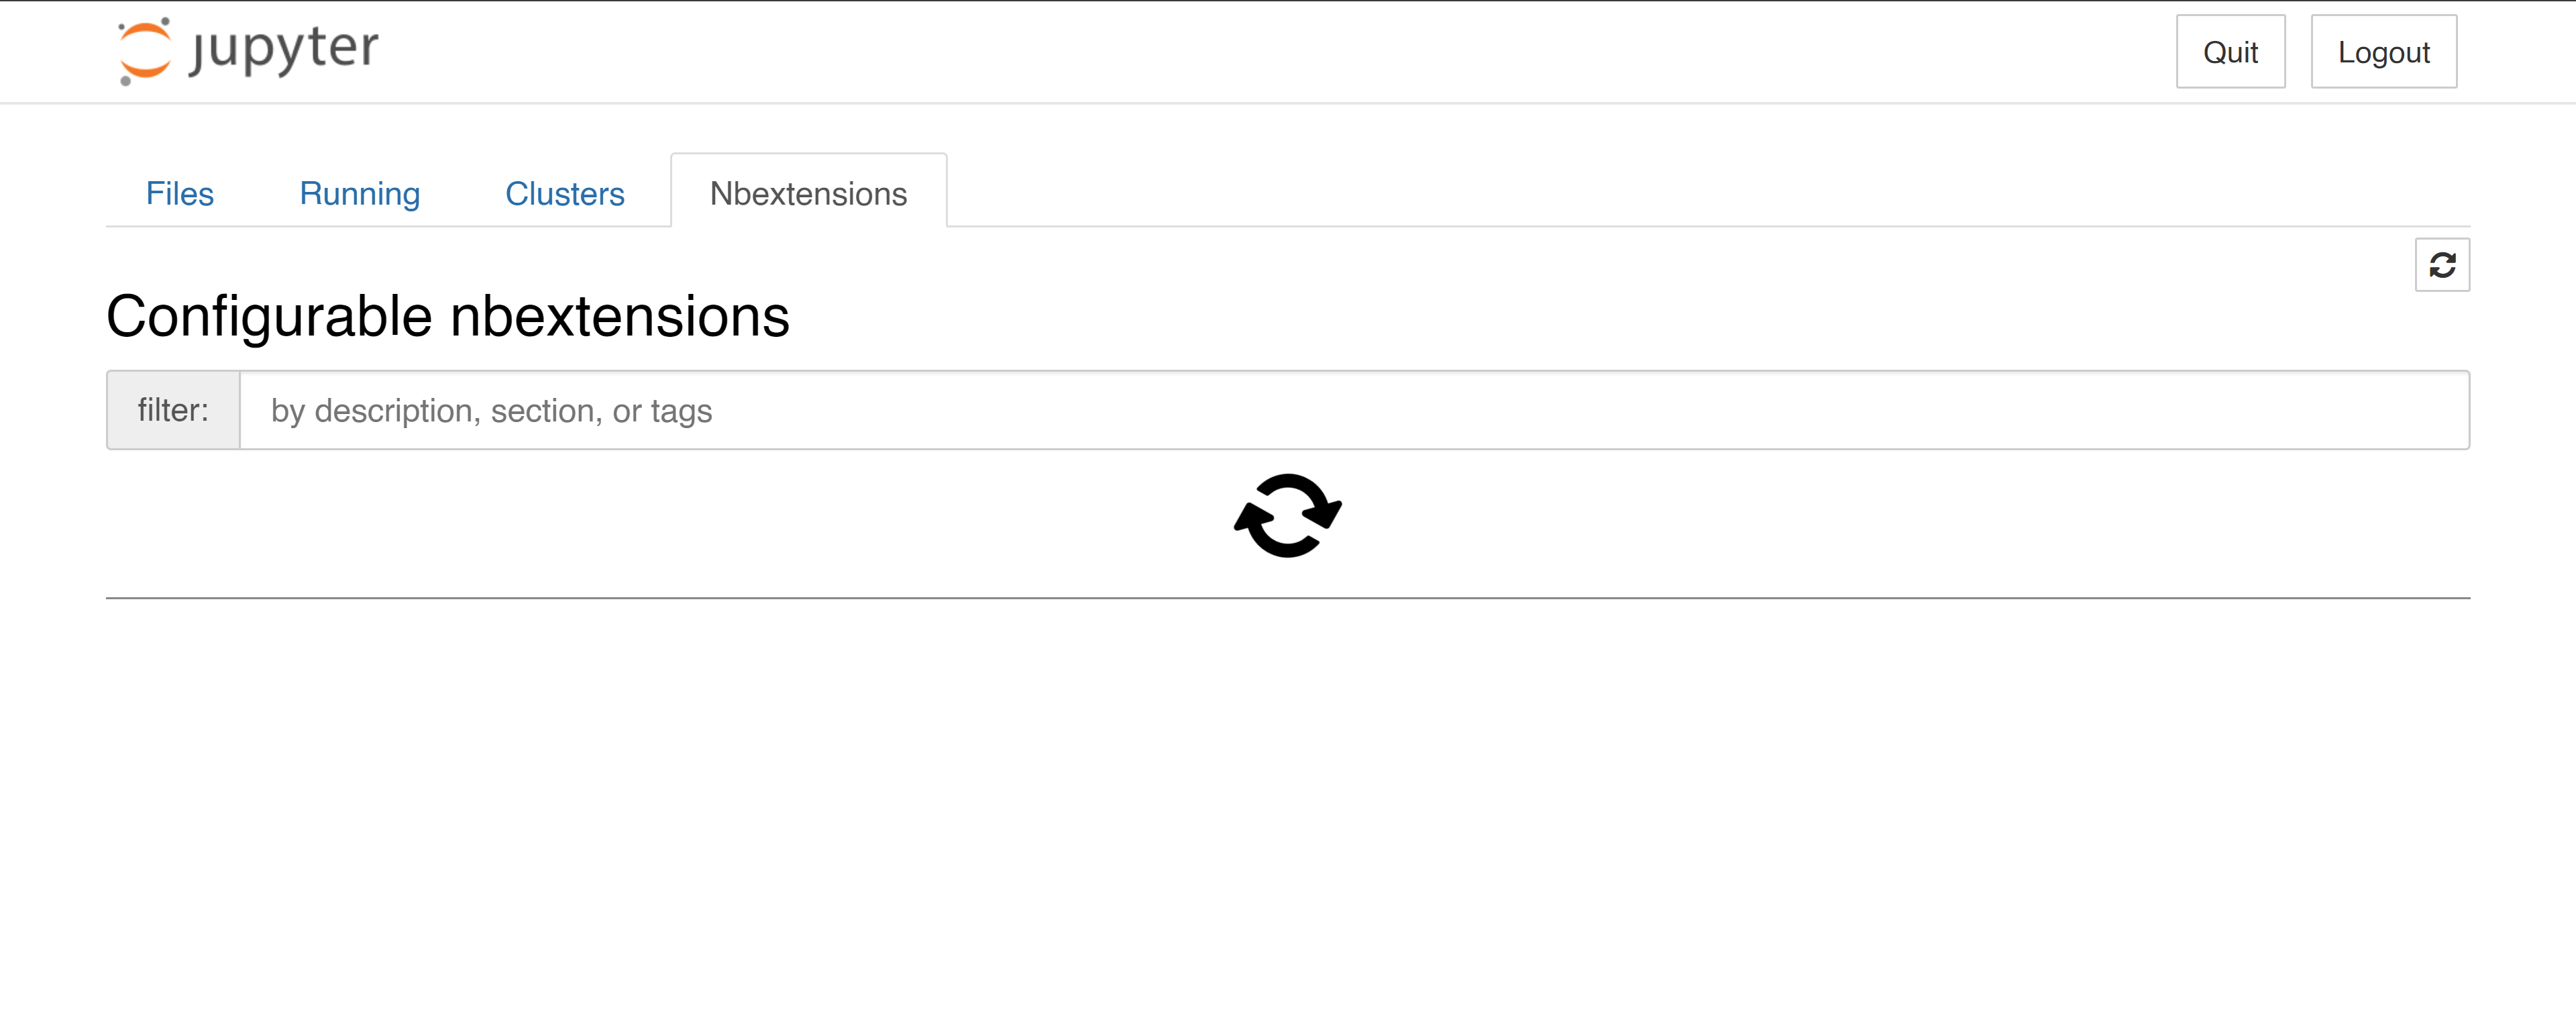 jupyter
Quit
Logout
Files
Running
Clusters
Nbextensions
Configurable nbextensions
filter:
by description, section, or tags